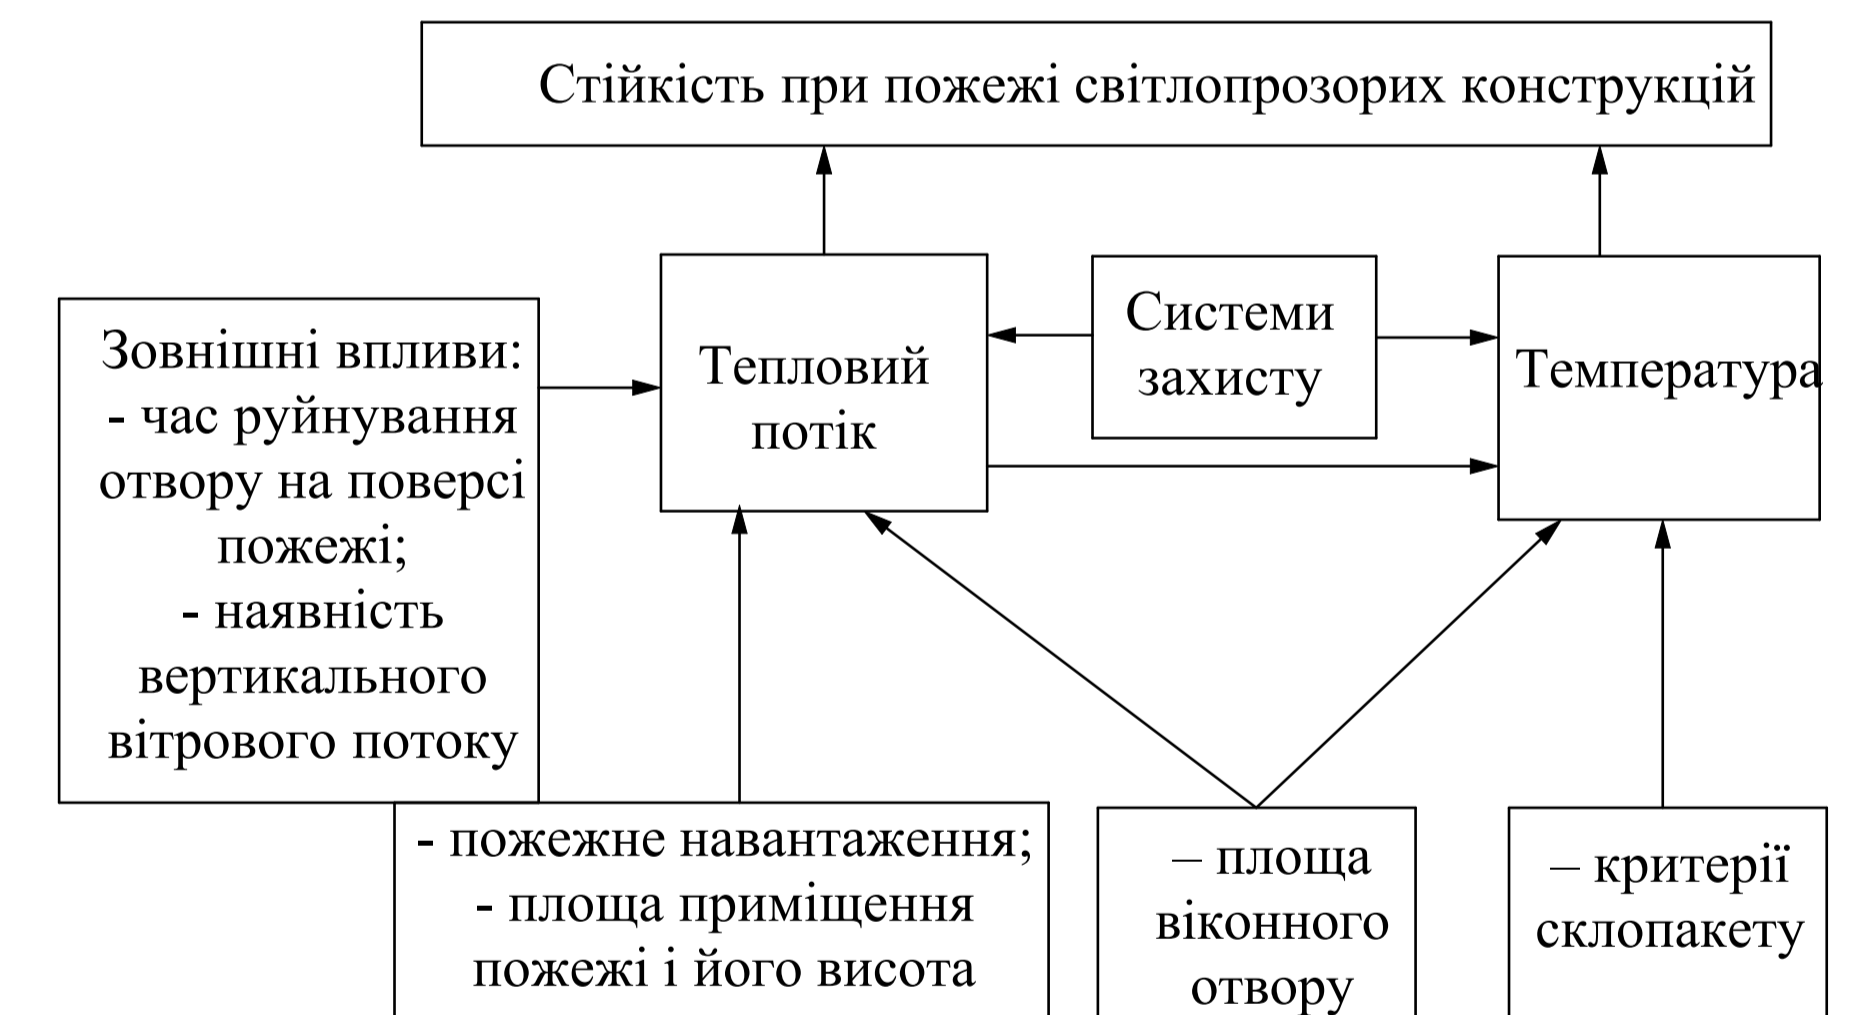 Стійкість при пожежі світлопрозорих конструкцій
Зовнішні впливи:
- час руйнування
отвору на поверсі
пожежі;
- наявність
вертикального
вітрового потоку
Тепловий
потік
Системи
захисту
Температура
- пожежне навантаження;
- площа приміщення
пожежі і його висота
– площа
віконного
отвору
– критерії
склопакету